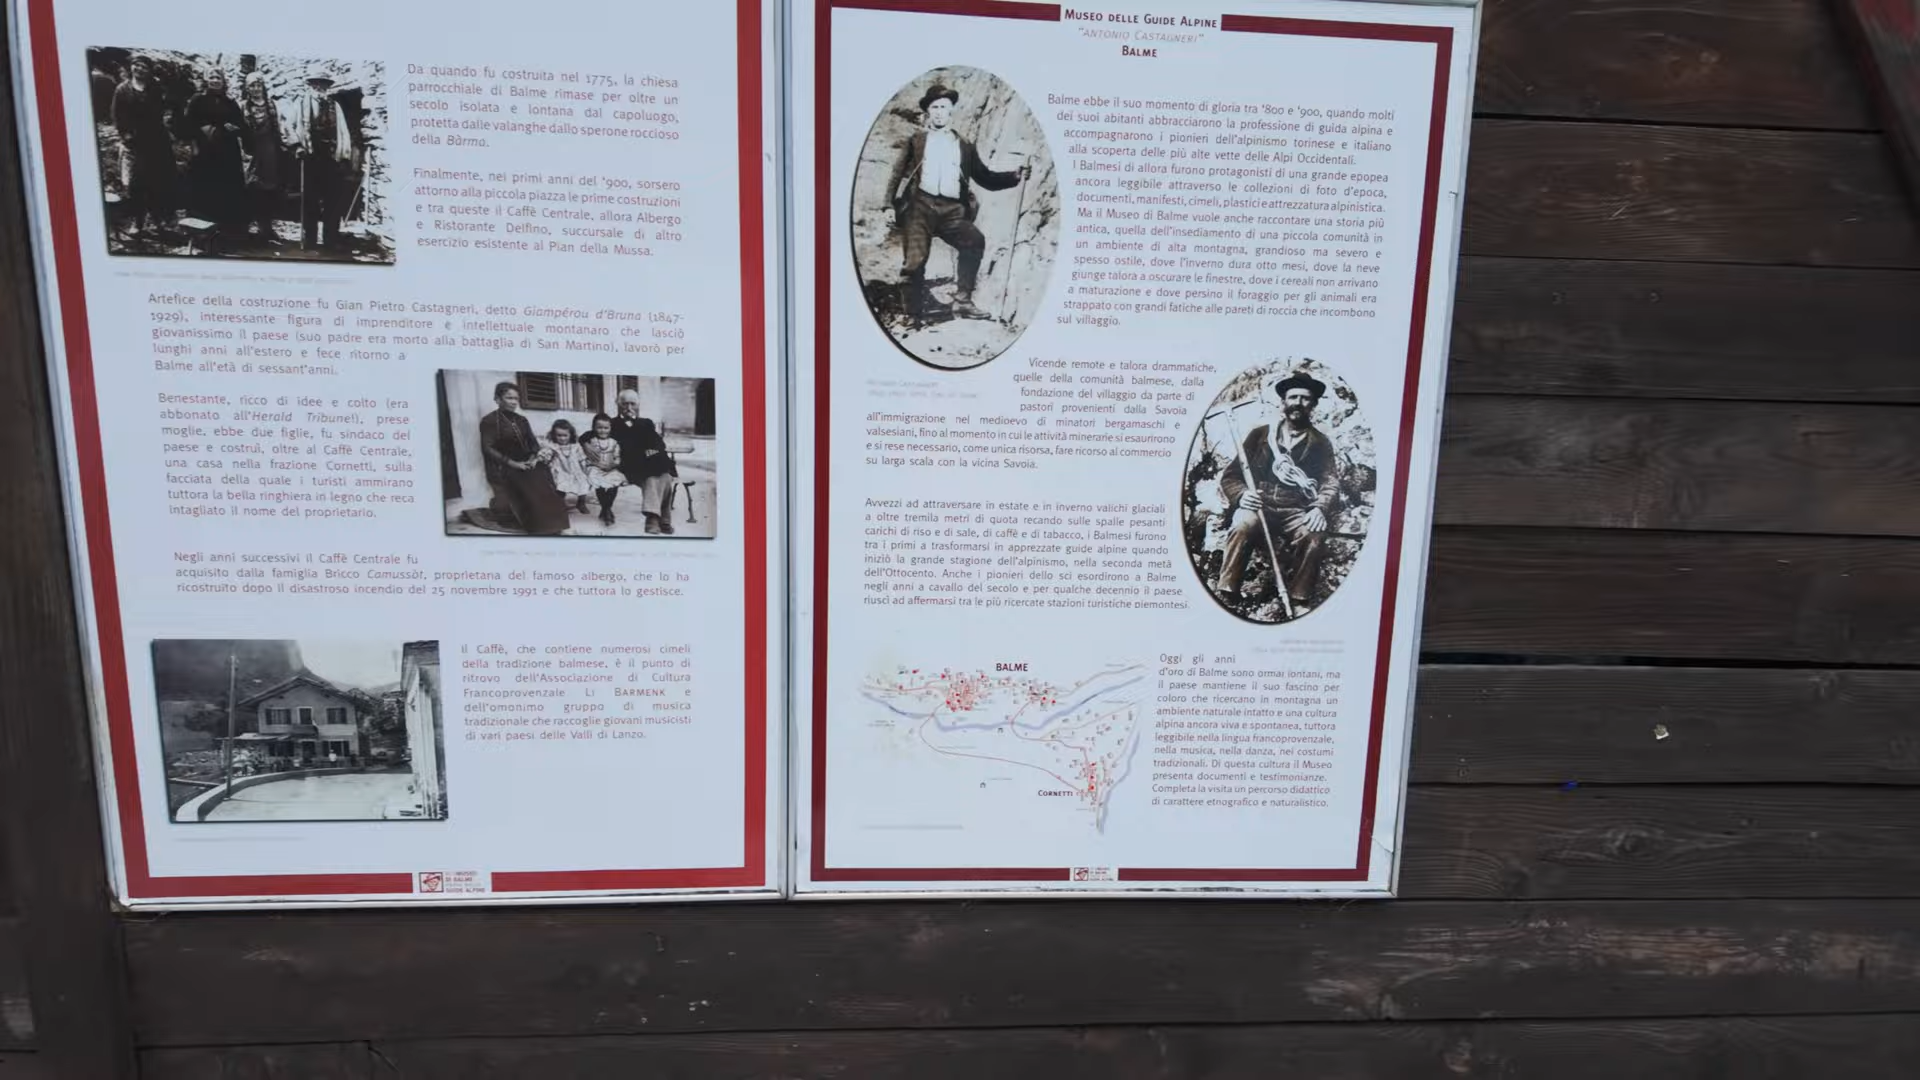 Da quando fu costruita nel 1775, la chiesa
parrocchiale di Balme rimase per oltre un
secolo isolata e lontana dal capoluogo,
protetta dalle valanghe dallo sperone roccioso
della Bàrma.
Finalmente, nei primi anni del '900, sorsero
attorno alla piccola piazza le prime costruzioni
e tra queste il Caffè Centrale, allora Albergo
e Ristorante Delfino, succursale di altro
esercizio esistente al Pian della Mussa.
Artefice della costruzione fu Gian Pietro Castagneri, detto Giampérou d'Bruna (1847-
1929), interessante figura di imprenditore e intellettuale montanaro che lasciò
giovanissimo il paese (suo padre era morto alla battaglia di San Martino), lavorò per
lunghi anni all'estero e fece ritorno a
Balme all'età di sessant'anni.
Benestante, ricco di idee e colto (era
abbonato all'Herald Tribune!), prese
moglie, ebbe due figlie, fu sindaco del
paese e costruì, oltre al Caffè Centrale,
una casa nella frazione Cornetti, sulla
facciata della quale i turisti ammirano
tuttora la bella ringhiera in legno che reca
intagliato il nome del proprietario.
Negli anni successivi il Caffè Centrale fu
acquisito dalla famiglia Bricco Camussòt, proprietaria del famoso albergo, che lo ha
ricostruito dopo il disastroso incendio del 25 novembre 1991 e che tuttora lo gestisce.
Il Caffè, che contiene numerosi cimeli
della tradizione balmese, è il punto di
ritrovo dell'Associazione di Cultura
Francoprovenzale LI BARMENK e
dell'omonimo gruppo di musica
tradizionale che raccoglie giovani musicisti
di vari paesi delle Valli di Lanzo.
DI BALME
GUIDE ALPINE
MUSEO DELLE GUIDE ALPINE
"ANTONIO CASTAGNERI"
BALME
Balme ebbe il suo momento di gloria tra '800 e '900, quando molti
dei suoi abitanti abbracciarono la professione di guida alpina e
accompagnarono i pionieri dell'alpinismo torinese e italiano
alla scoperta delle più alte vette delle Alpi Occidentali.
I Balmesi di allora furono protagonisti di una grande epopea
ancora leggibile attraverso le collezioni di foto d'epoca,
documenti, manifesti, cimeli, plastici e attrezzatura alpinistica.
Ma il Museo di Balme vuole anche raccontare una storia più
antica, quella dell'insediamento di una piccola comunità in
un ambiente di alta montagna, grandioso ma severo e
spesso ostile, dove l'inverno dura otto mesi, dove la neve
giunge talora a oscurare le finestre, dove i cereali non arrivano
a maturazione e dove persino il foraggio per gli animali era
strappato con grandi fatiche alle pareti di roccia che incombono
sul villaggio.
Vicende remote e talora drammatiche,
quelle della comunità balmese, dalla
fondazione del villaggio da parte di
pastori provenienti dalla Savoia
all'immigrazione nel medioevo di minatori bergamaschi e
valsesiani, fino al momento in cui le attività minerarie si esaurirono
e si rese necessario, come unica risorsa, fare ricorso al commercio
su larga scala con la vicina Savoia.
Avvezzi ad attraversare in estate e in inverno valichi glaciali
a oltre tremila metri di quota recando sulle spalle pesanti
carichi di riso e di sale, di caffè e di tabacco, i Balmesi furono
tra i primi a trasformarsi in apprezzate guide alpine quando
iniziò la grande stagione dell'alpinismo, nella seconda metà
dell'Ottocento. Anche i pionieri dello sci esordirono a Balme
negli anni a cavallo del secolo e per qualche decennio il paese
riuscì ad affermarsi tra le più ricercate stazioni turistiche piemontesi.
BALME
CORNETTI
Oggi gli anni
d'oro di Balme sono ormai lontani, ma
il paese mantiene il suo fascino per
coloro che ricercano in montagna un
ambiente naturale intatto e una cultura
alpina ancora viva e spontanea, tuttora
leggibile nella lingua francoprovenzale,
nella musica, nella danza, nei costumi
tradizionali. Di questa cultura il Museo
presenta documenti e testimonianze.
Completa la visita un percorso didattico
di carattere etnografico e naturalistico.